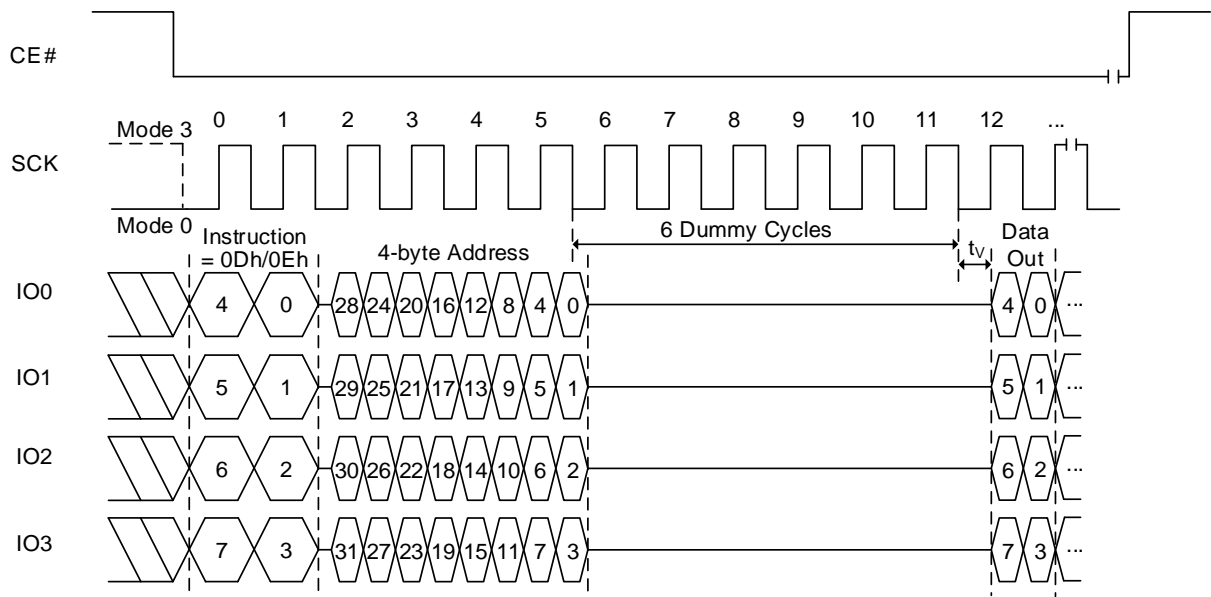 CE#
0 1 2 3 4 5 6 7 8 9 10 11 12 ...
Mode 3
SCK
Mode 0
Instruction
= 0Dh/0Eh
4-byte Address
6 Dummy Cycles
tV
Data
Out
IO0 4 0 28 24 20 16 12 8 4 0 4 0 ...
IO1 5 1 29 25 21 17 13 9 5 1 5 1 ...
IO2 6 2 30 26 22 18 14 10 6 2 6 2 ...
IO3 7 3 31 27 23 19 15 11 7 3 7 3 ...